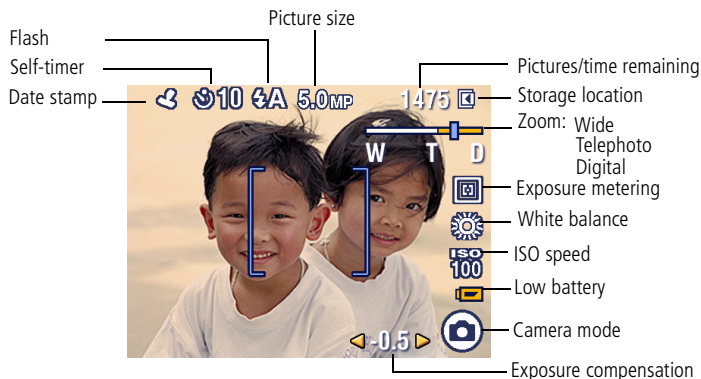 Picture size
Flash
Self-timer
Date stamp
10 A 5.0MP
1475
Pictures/time remaining
Storage location
Zoom: Wide
Telephoto
Digital
W T D
Exposure metering
White balance
ISO
100
ISO speed
Low battery
Camera mode
-0.5
Exposure compensation